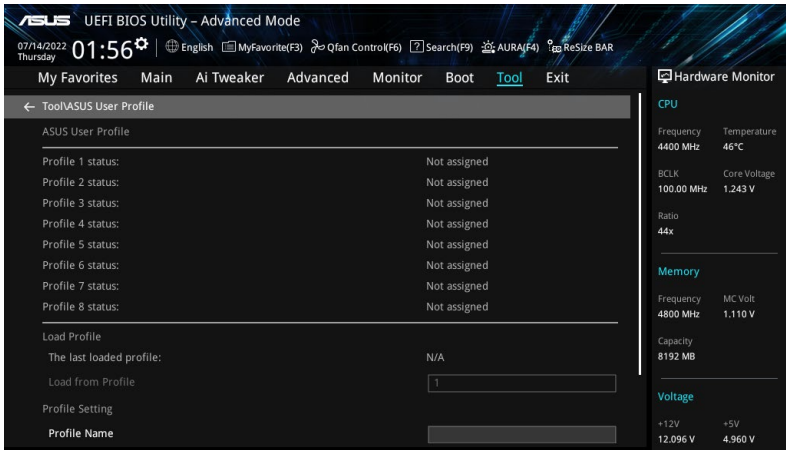 ASUS UEFI BIOS Utility – Advanced Mode
07/14/2022 Thursday 01:56 English MyFavorite(F3) Qfan Control(F6) Search(F9) AURA(F4) ReSize BAR
My Favorites Main Ai Tweaker Advanced Monitor Boot Tool Exit
← Tool\ASUS User Profile
ASUS User Profile
Profile 1 status: Not assigned
Profile 2 status: Not assigned
Profile 3 status: Not assigned
Profile 4 status: Not assigned
Profile 5 status: Not assigned
Profile 6 status: Not assigned
Profile 7 status: Not assigned
Profile 8 status: Not assigned
Load Profile
The last loaded profile: N/A
Load from Profile 1
Profile Setting
Profile Name
Hardware Monitor
CPU
Frequency Temperature
4400 MHz 46°C
BCLK Core Voltage
100.00 MHz 1.243 V
Ratio
44x
Memory
Frequency MC Volt
4800 MHz 1.110 V
Capacity
8192 MB
Voltage
+12V +5V
12.096 V 4.960 V